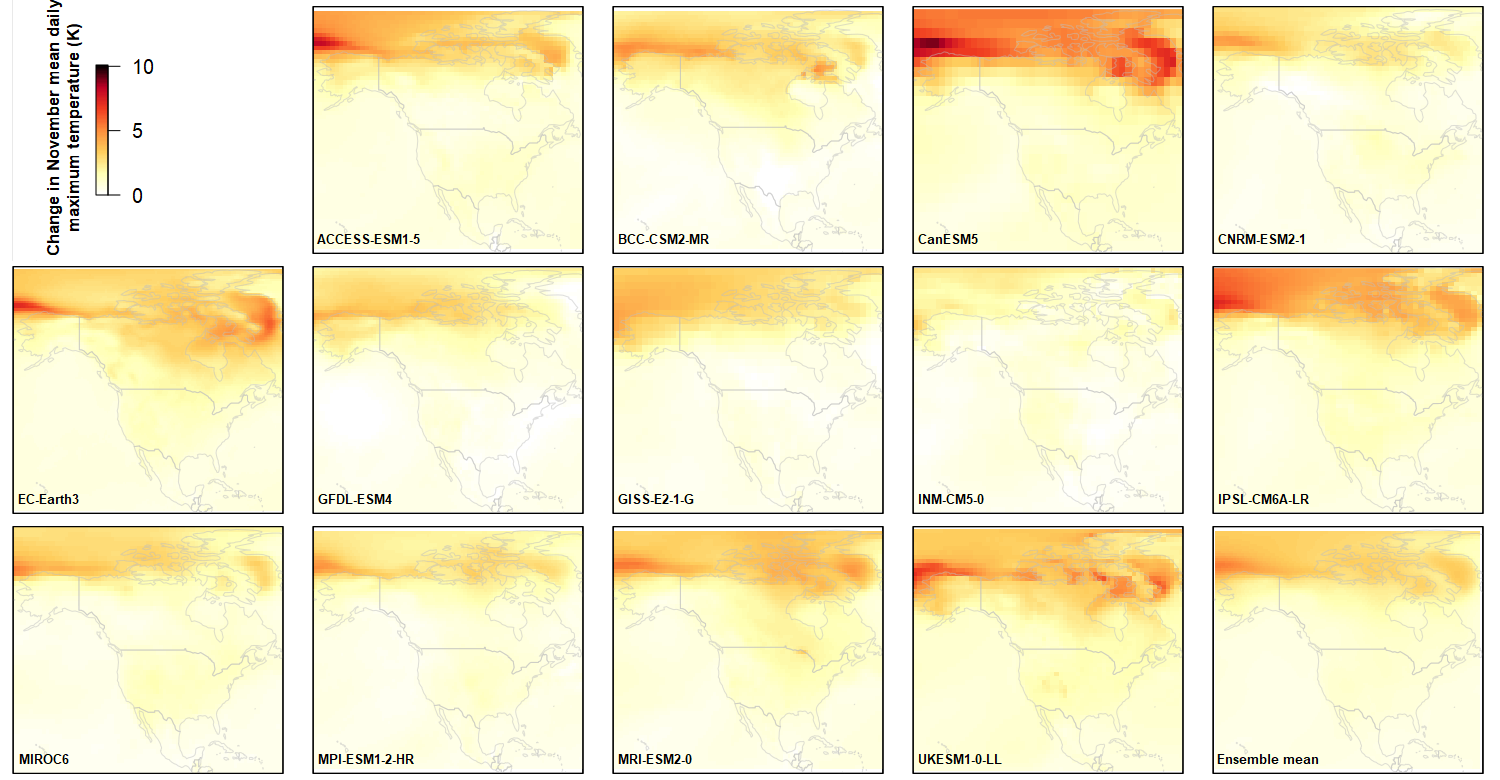 Change in November mean daily
maximum temperature (K)
10
5
0
ACCESS-ESM1-5
BCC-CSM2-MR
CanESM5
CNRM-ESM2-1
EC-Earth3
GFDL-ESM4
GISS-E2-1-G
INM-CM5-0
IPSL-CM6A-LR
MIROC6
MPI-ESM1-2-HR
MRI-ESM2-0
UKESM1-0-LL
Ensemble mean